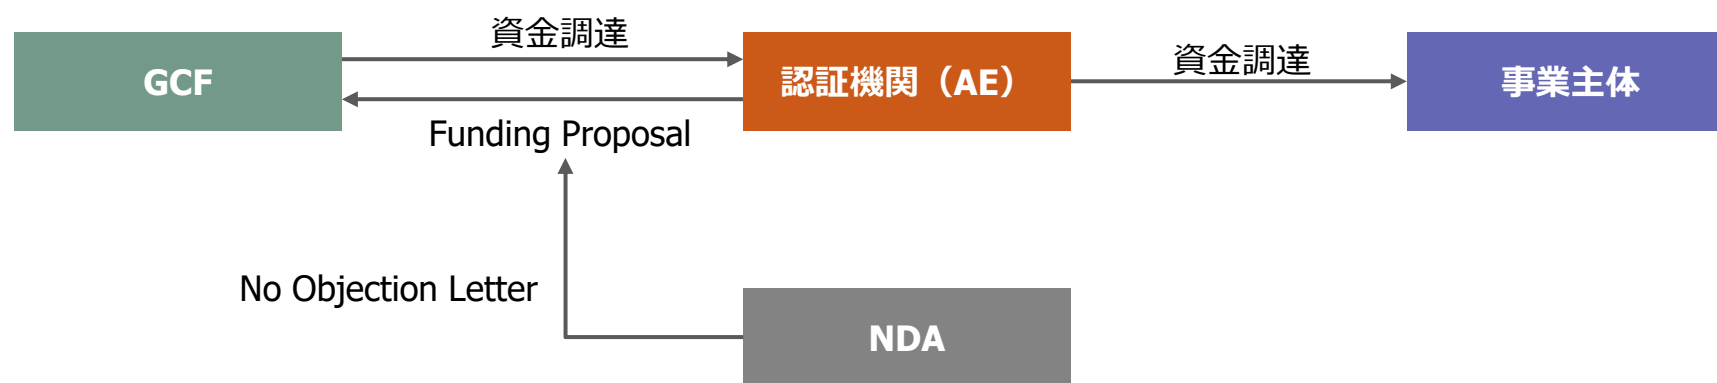 資金調達
GCF
認証機関（AE）
資金調達
事業主体
Funding Proposal
No Objection Letter
NDA